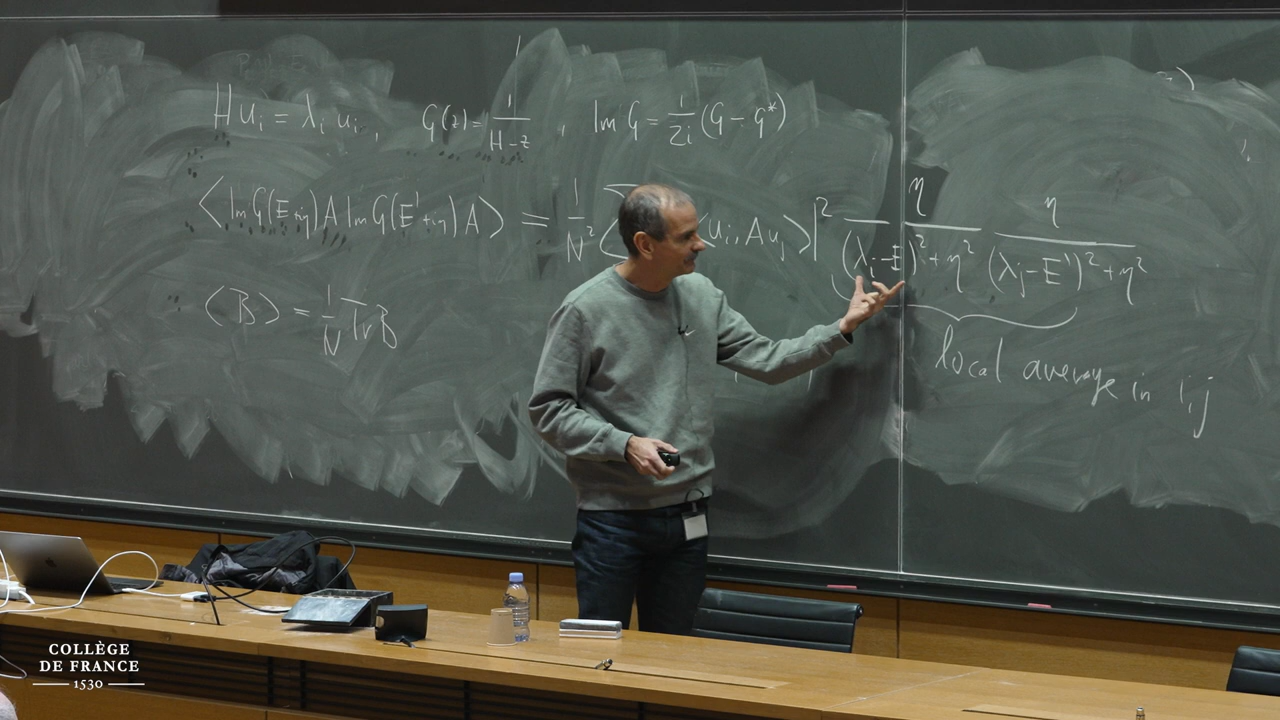 H u_i = λ_i u_i , G(z) = 1/(H-z) , Im G = 1/2i (G - G*)
⟨Im G(E+iη) A Im G(E'+iη) A⟩ = 1/N² ⟨u_i, A u_j⟩|² η/((λ_i-E)²+η²) η/((λ_j-E')²+η²)
⟨B⟩ = 1/N Tr B
local average in i,j
COLLÈGE
DE FRANCE
1530